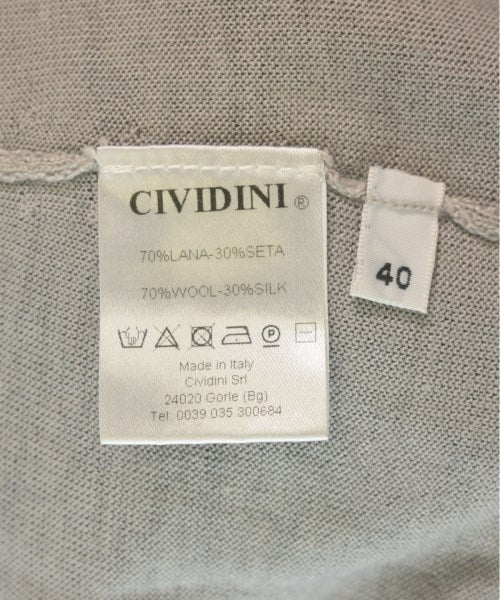 CIVIDINI ®
70%LANA-30%SETA
70%WOOL-30%SILK
P
Made in Italy
Cividini Srl
24020 Gorle (Bg)
Tel: 0039.035.300684
40